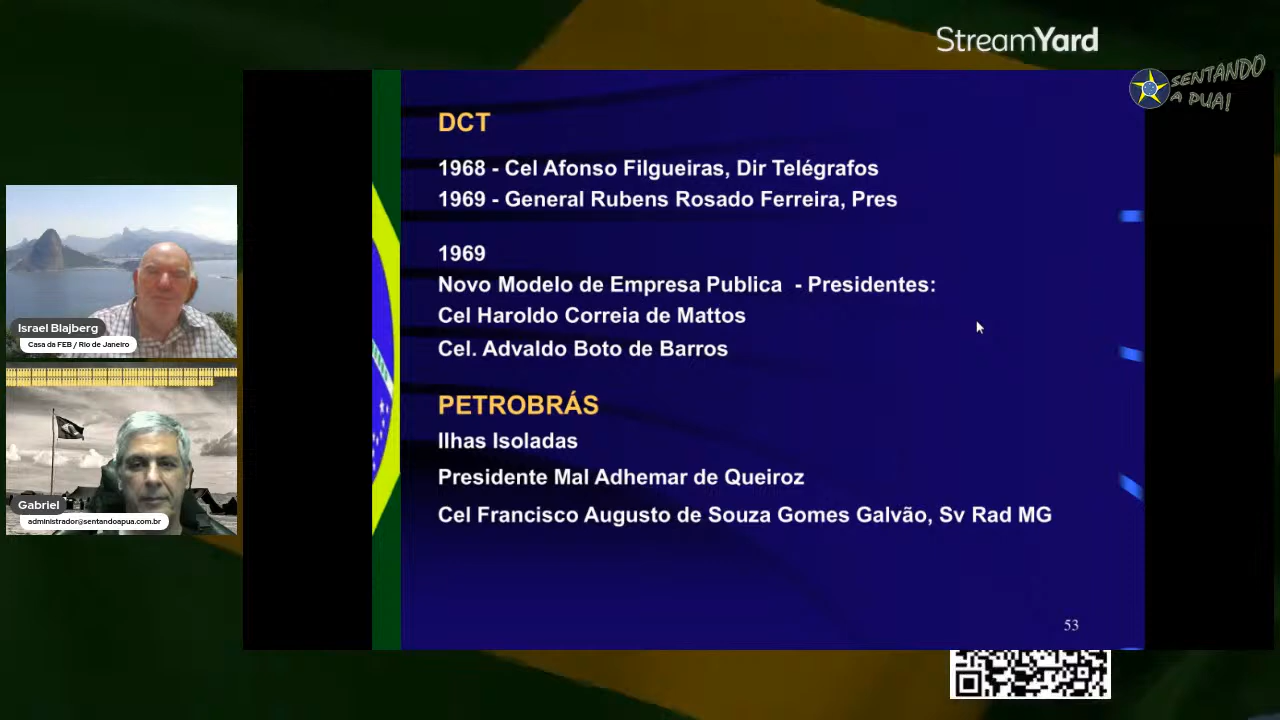 StreamYard
SENTANDO
A PUA!
DCT
1968 - Cel Afonso Filgueiras, Dir Telégrafos
1969 - General Rubens Rosado Ferreira, Pres
1969
Novo Modelo de Empresa Publica - Presidentes:
Cel Haroldo Correia de Mattos
Cel. Advaldo Boto de Barros
PETROBRÁS
Ilhas Isoladas
Presidente Mal Adhemar de Queiroz
Cel Francisco Augusto de Souza Gomes Galvão, Sv Rad MG
53
Israel Blajberg
Casa da FEB / Rio de Janeiro
Gabriel
administrador@sentandoapua.com.br